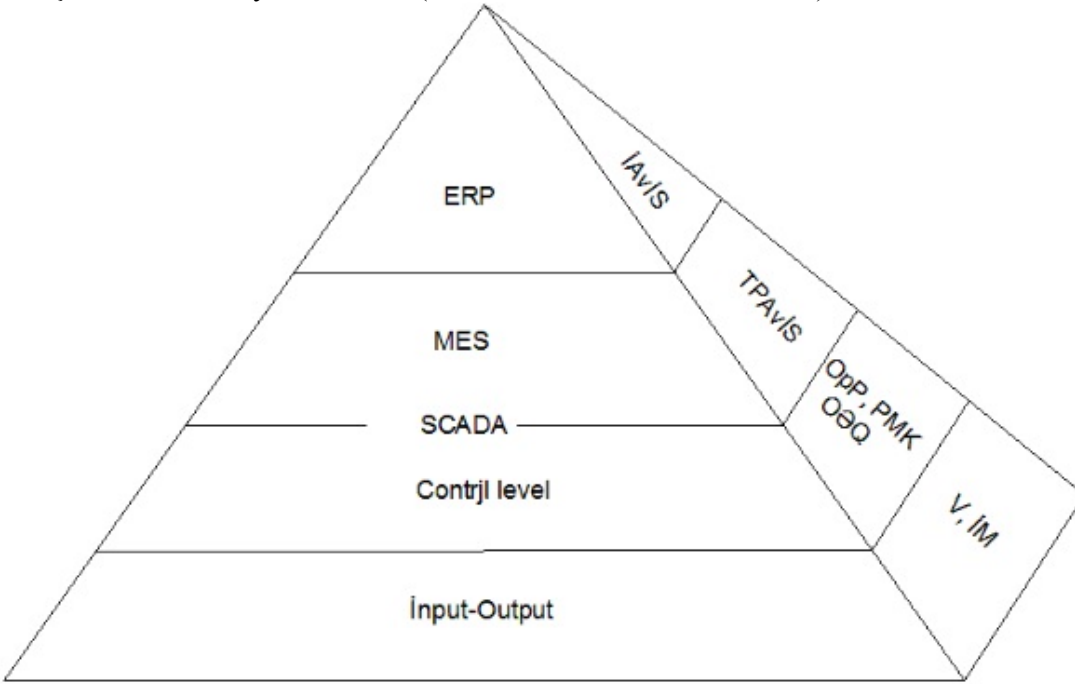 ERP
MES
SCADA
Contrjl level
İnput-Output
İAvİS
TPAvİS
OpP, PMK
OƏQ
V, İM